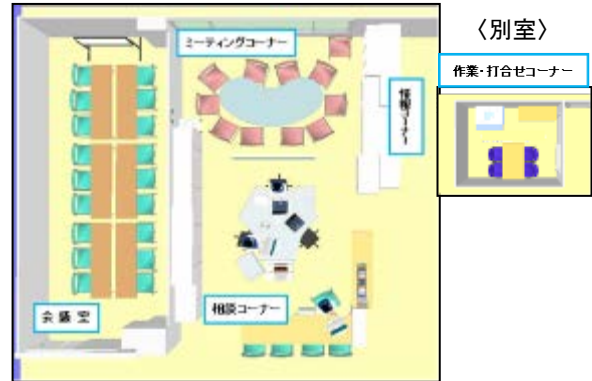 ミーティングコーナー
〈別室〉
作業・打合せコーナー
情報コーナー
会議室
相談コーナー